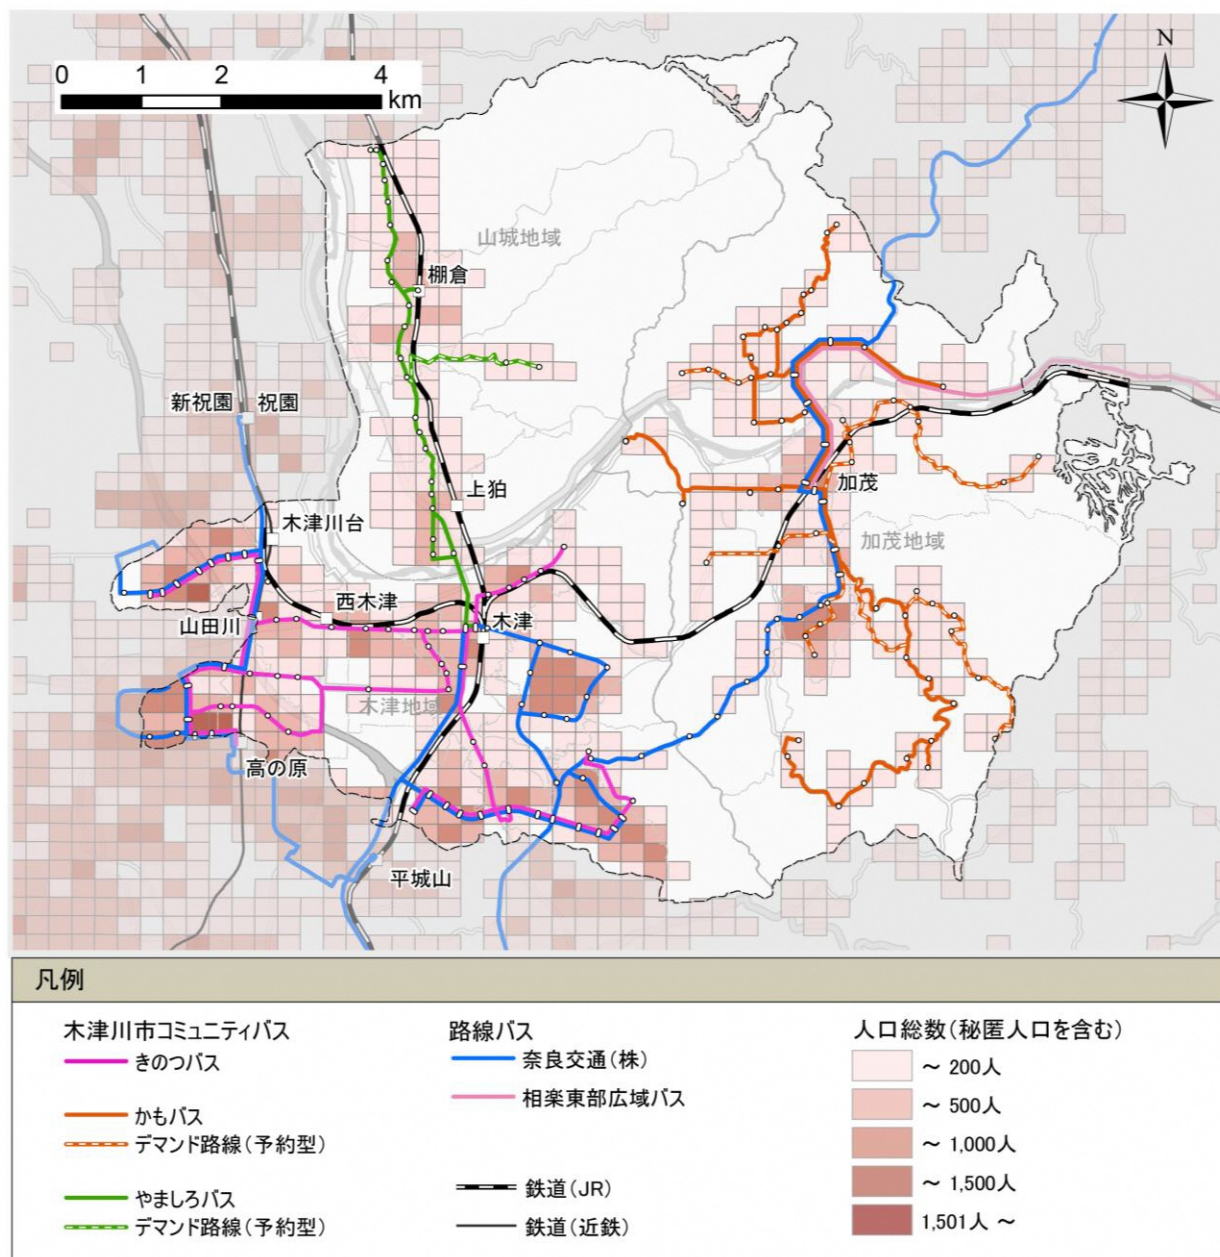 0 1 2 4
km
N
山城地域
棚倉
新祝園 祝園
上狛
加茂
木津川台
加茂地域
西木津
山田川
木津
木津地域
高の原
平城山
凡例
木津川市コミュニティバス
きのつバス
かもバス
デマンド路線(予約型)
やましろバス
デマンド路線(予約型)
路線バス
奈良交通(株)
相楽東部広域バス
鉄道(JR)
鉄道(近鉄)
人口総数(秘匿人口を含む)
~ 200人
~ 500人
~ 1,000人
~ 1,500人
1,501人 ~